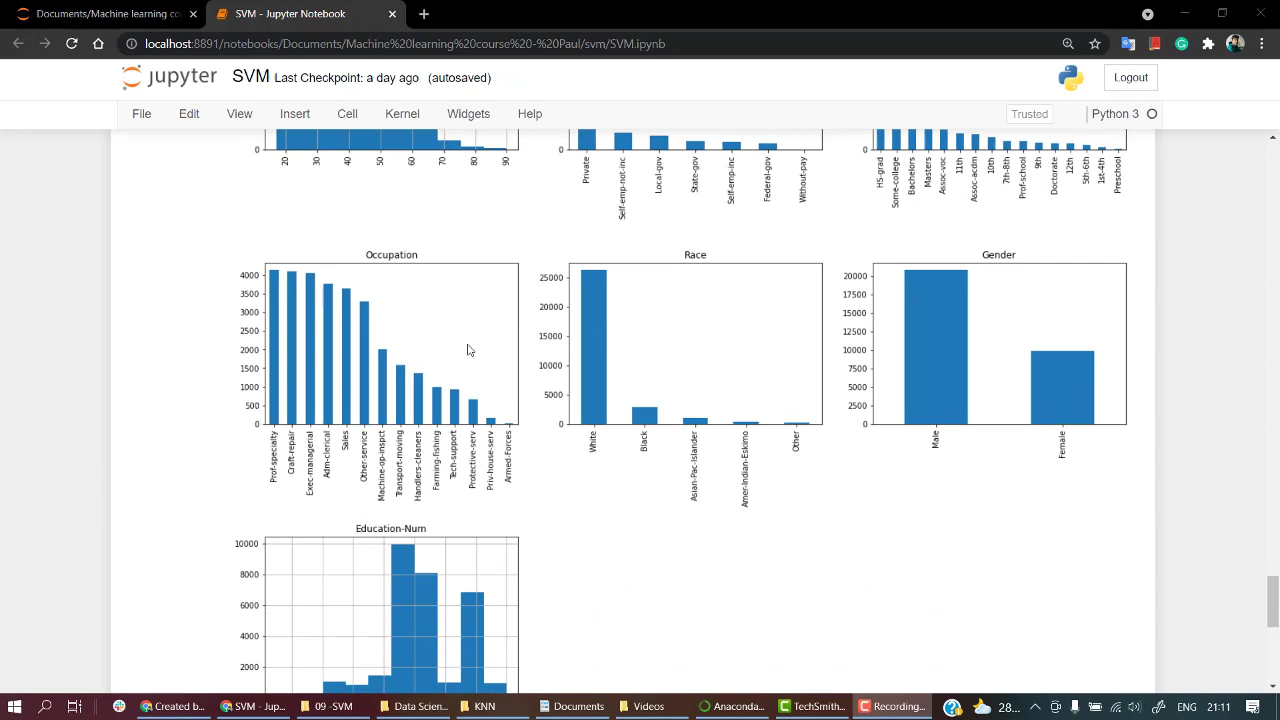 Documents/Machine learning co
SVM - Jupyter Notebook
localhost:8891/notebooks/Documents/Machine%20learning%20course%20-%20Paul/svm/SVM.ipynb
jupyter SVM Last Checkpoint: a day ago (autosaved)
Logout
File Edit View Insert Cell Kernel Widgets Help
Trusted Python 3
0 0 0
20 30 40 50 60 70 80 90
Private Self-emp-not-inc Local-gov State-gov Self-emp-inc Federal-gov Without-pay
HS-grad Some-college Bachelors Masters Assoc-voc 11th Assoc-acdm 10th 7th-8th Prof-school 9th Doctorate 12th 5th-6th 1st-4th Preschool
Occupation
4000
3500
3000
2500
2000
1500
1000
500
0
Prof-specialty Craft-repair Exec-managerial Adm-clerical Sales Other-service Machine-op-inspct Transport-moving Handlers-cleaners Farming-fishing Tech-support Protective-serv Priv-house-serv Armed-Forces
Race
25000
20000
15000
10000
5000
0
White Black Asian-Pac-Islander Amer-Indian-Eskimo Other
Gender
20000
17500
15000
12500
10000
7500
5000
2500
0
Male Female
Education-Num
10000
8000
6000
4000
2000
Created b... SVM - Jup... 09 -SVM Data Scien... KNN Documents Videos Anaconda... TechSmith... Recording... 28... ENG 21:11